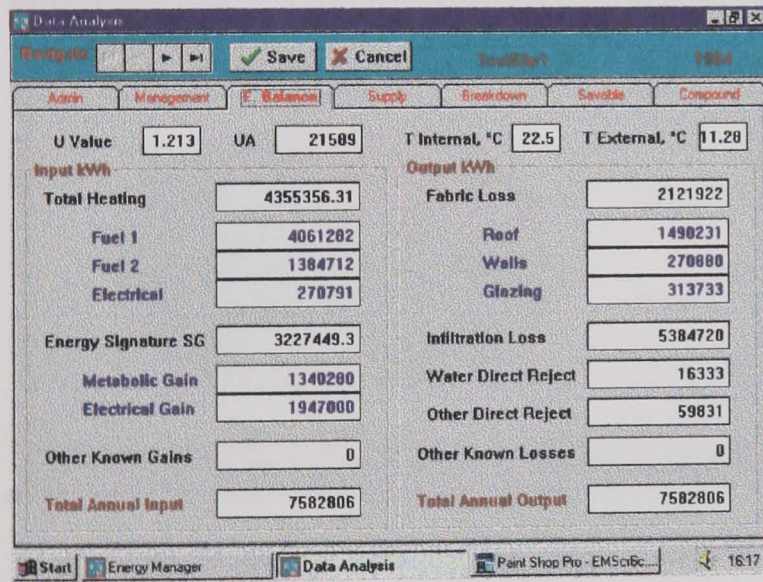 Data Analysis
Navigate Save Cancel TestSite1 1994
Admin Management E. Balance Supply Breakdown Savable Compound
U Value 1.213 UA 21589 T Internal, °C 22.5 T External, °C 11.28
Input kWh Output kWh
Total Heating 4355356.31 Fabric Loss 2121922
Fuel 1 4061282 Roof 1490231
Fuel 2 1384712 Walls 270880
Electrical 270791 Glazing 313733
Energy Signature SG 3227449.3 Infiltration Loss 5384720
Metabolic Gain 1340280 Water Direct Reject 16333
Electrical Gain 1947000 Other Direct Reject 59831
Other Known Gains 0 Other Known Losses 0
Total Annual Input 7582806 Total Annual Output 7582806
Start Energy Manager Data Analysis Paint Shop Pro - EMSci5c.... 16:17